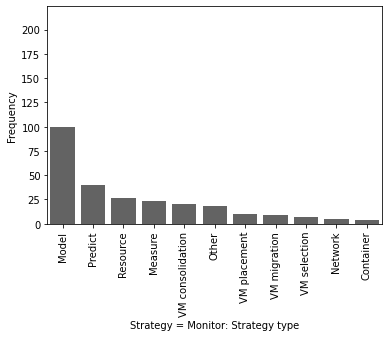 200
175
150
125
100
75
50
25
0
Frequency
Model
Predict
Resource
Measure
VM consolidation
Other
VM placement
VM migration
VM selection
Network
Container
Strategy = Monitor: Strategy type